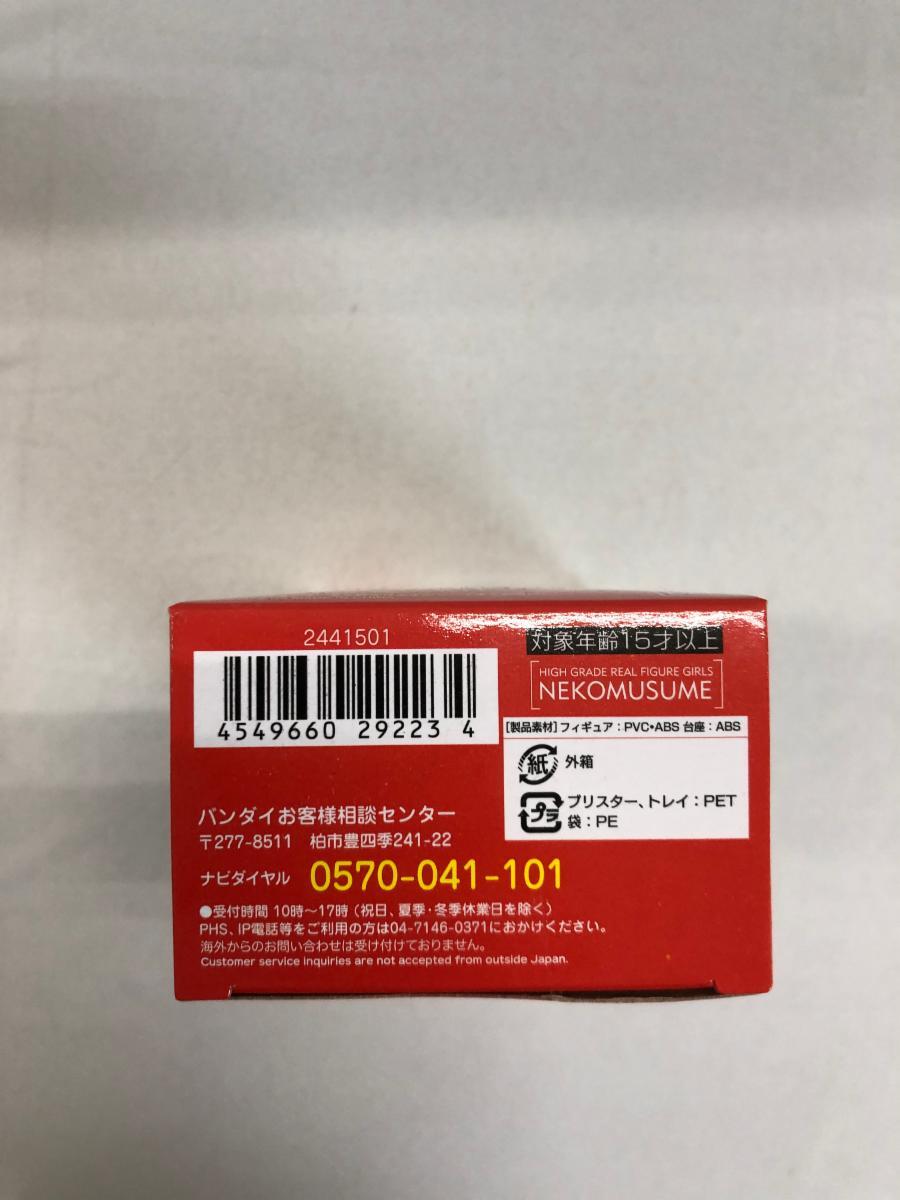 2441501
4549660 29223 4
対象年齢15才以上
HIGH GRADE REAL FIGURE GIRLS
NEKOMUSUME
[製品素材]フィギュア:PVC・ABS 台座:ABS
紙 外箱
プラ ブリスター、トレイ:PET
袋:PE
バンダイお客様相談センター
〒277-8511 柏市豊四季241-22
ナビダイヤル 0570-041-101
●受付時間 10時〜17時(祝日、夏季・冬季休業日を除く)
PHS、IP電話等をご利用の方は04-7146-0371におかけください。
海外からのお問い合わせは受け付けておりません。
Customer service inquiries are not accepted from outside Japan.